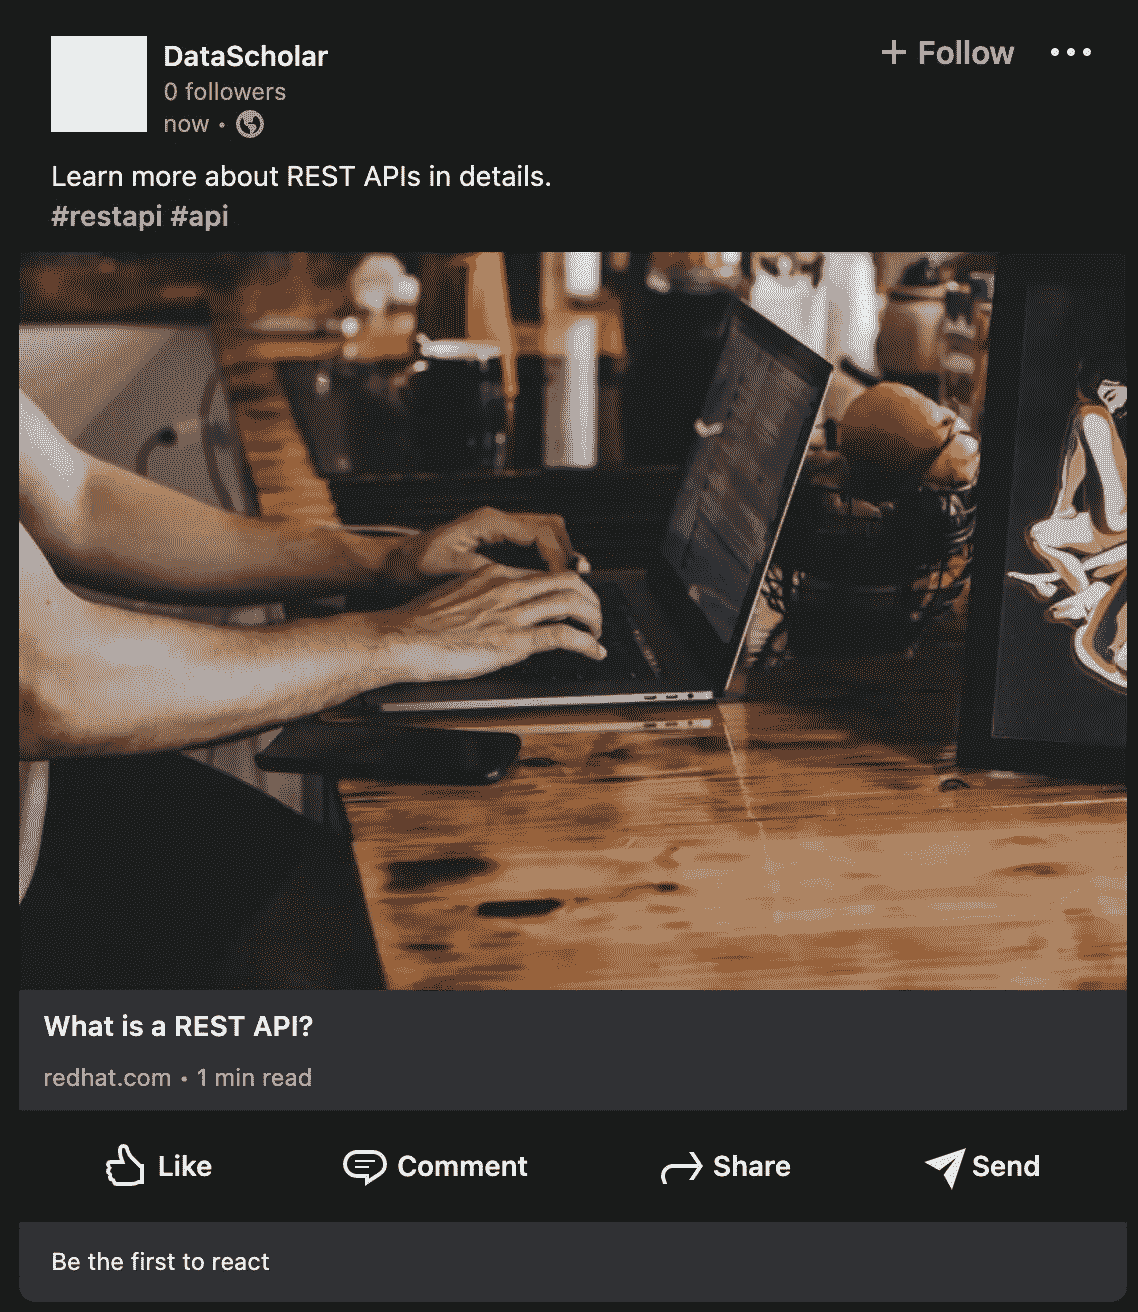 DataScholar
+ Follow
0 followers
now •
Learn more about REST APIs in details.
#restapi #api
What is a REST API?
redhat.com • 1 min read
Like
Comment
Share
Send
Be the first to react